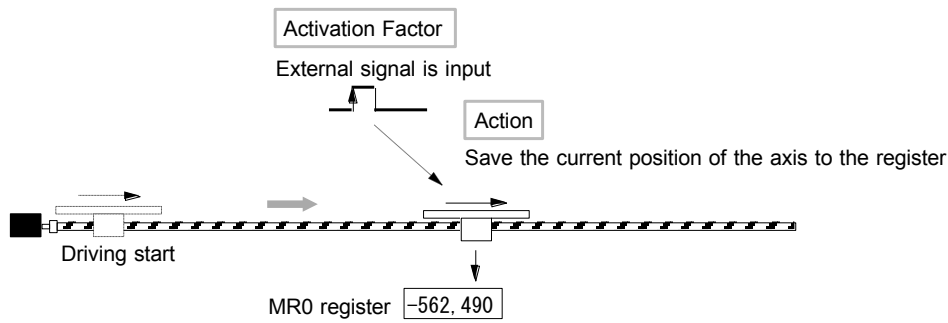 Activation Factor
External signal is input
Action
Save the current position of the axis to the register
Driving start
MR0 register -562, 490